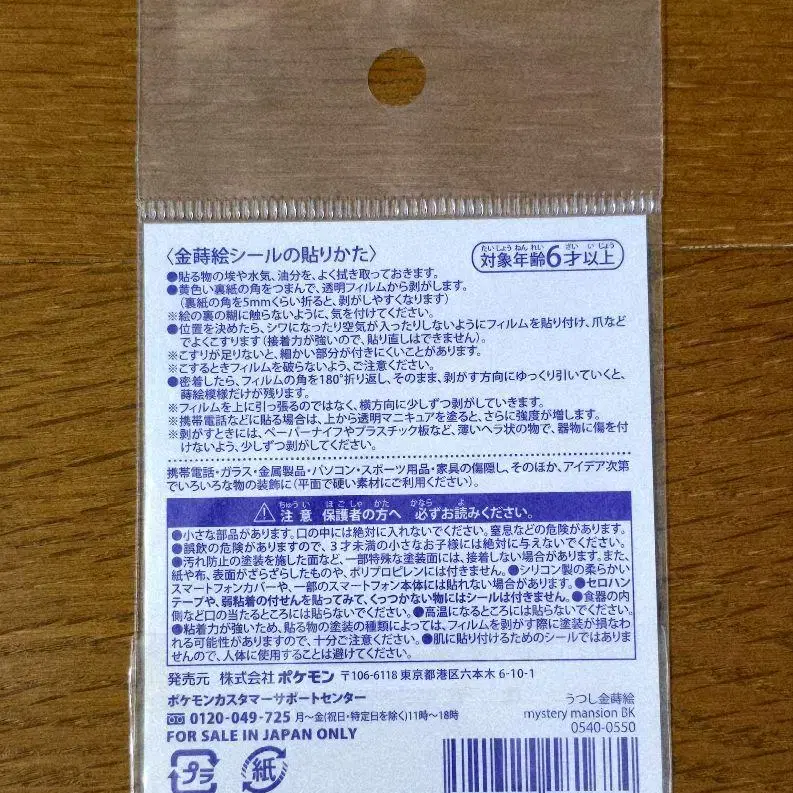 〈金蒔絵シールの貼りかた〉
たいしょうねんれい ざい いじょう
対象年齢6才以上
●貼る物の埃や水気、油分を、よく拭き取っておきます。
●黄色い裏紙の角をつまんで、透明フィルムから剥がします。
(裏紙の角を5mmくらい折ると、剥がしやすくなります)
※絵の裏の糊に触らないように、気を付けてください。
●位置を決めたら、シワになったり空気が入ったりしないようにフィルムを貼り付け、爪など
でよくこすります(接着力が強いので、貼り直しはできません)。
※こすりが足りないと、細かい部分が付きにくいことがあります。
※こするときフィルムを破らないよう、ご注意ください。
●密着したら、フィルムの角を180°折り返し、そのまま、剥がす方向にゆっくり引いていくと、
蒔絵模様だけが残ります。
※フィルムを上に引っ張るのではなく、横方向に少しずつ剥がしていきます。
※携帯電話などに貼る場合は、上から透明マニキュアを塗ると、さらに強度が増します。
※剥がすときには、ペーパーナイフやプラスチック板など、薄いヘラ状の物で、器物に傷を付
けないよう、少しずつ剥がしてください。
携帯電話・ガラス・金属製品・パソコン・スポーツ用品・家具の傷隠し、そのほか、アイデア次第
でいろいろな物の装飾に(平面で硬い素材にご利用ください)。
ちゅうい ほごしゃ かた かなら よ
注意 保護者の方へ 必ずお読みください。
●小さな部品があります。口の中には絶対に入れないでください。窒息などの危険があります。
●誤飲の危険がありますので、3才未満の小さなお子様には絶対に与えないでください。
●汚れ防止の塗装を施した面など、一部特殊な塗装面には、接着しない場合があります。また、
紙や布、表面がざらざらしたものや、ポリプロピレンには付きません。●シリコン製の柔らかい
スマートフォンカバーや、一部のスマートフォン本体には貼れない場合があります。●セロハン
テープや、弱粘着の付せんを貼ってみて、くっつかない物にはシールは付きません。●食器の内
側など口の当たるところには貼らないでください。●高温になるところには貼らないでください。
●粘着力が強いため、貼る物の塗装の種類によっては、フィルムを剥がす際に塗装が損なわ
れる可能性がありますので、十分ご注意ください。●肌に貼り付けるためのシールではありま
せんので、人体に使用することは避けてください。
発売元 株式会社 ポケモン 〒106-6118 東京都港区六本木 6-10-1
ポケモンカスタマーサポートセンター
0120-049-725 月〜金(祝日・特定日を除く)11時〜18時
FOR SALE IN JAPAN ONLY
うつし金蒔絵
mystery mansion BK
0540-0550
プラ
紙